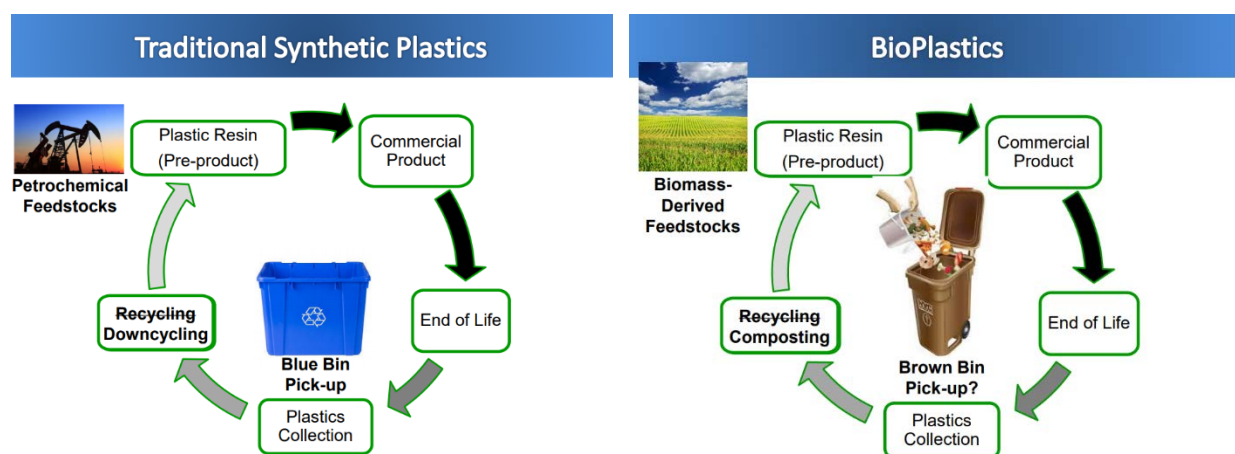 Traditional Synthetic Plastics
Plastic Resin
(Pre-product)
Commercial
Product
Petrochemical
Feedstocks
Recycling
Downcycling
End of Life
Blue Bin
Pick-up
Plastics
Collection
BioPlastics
Plastic Resin
(Pre-product)
Commercial
Product
Biomass-
Derived
Feedstocks
Recycling
Composting
End of Life
Brown Bin
Pick-up?
Plastics
Collection